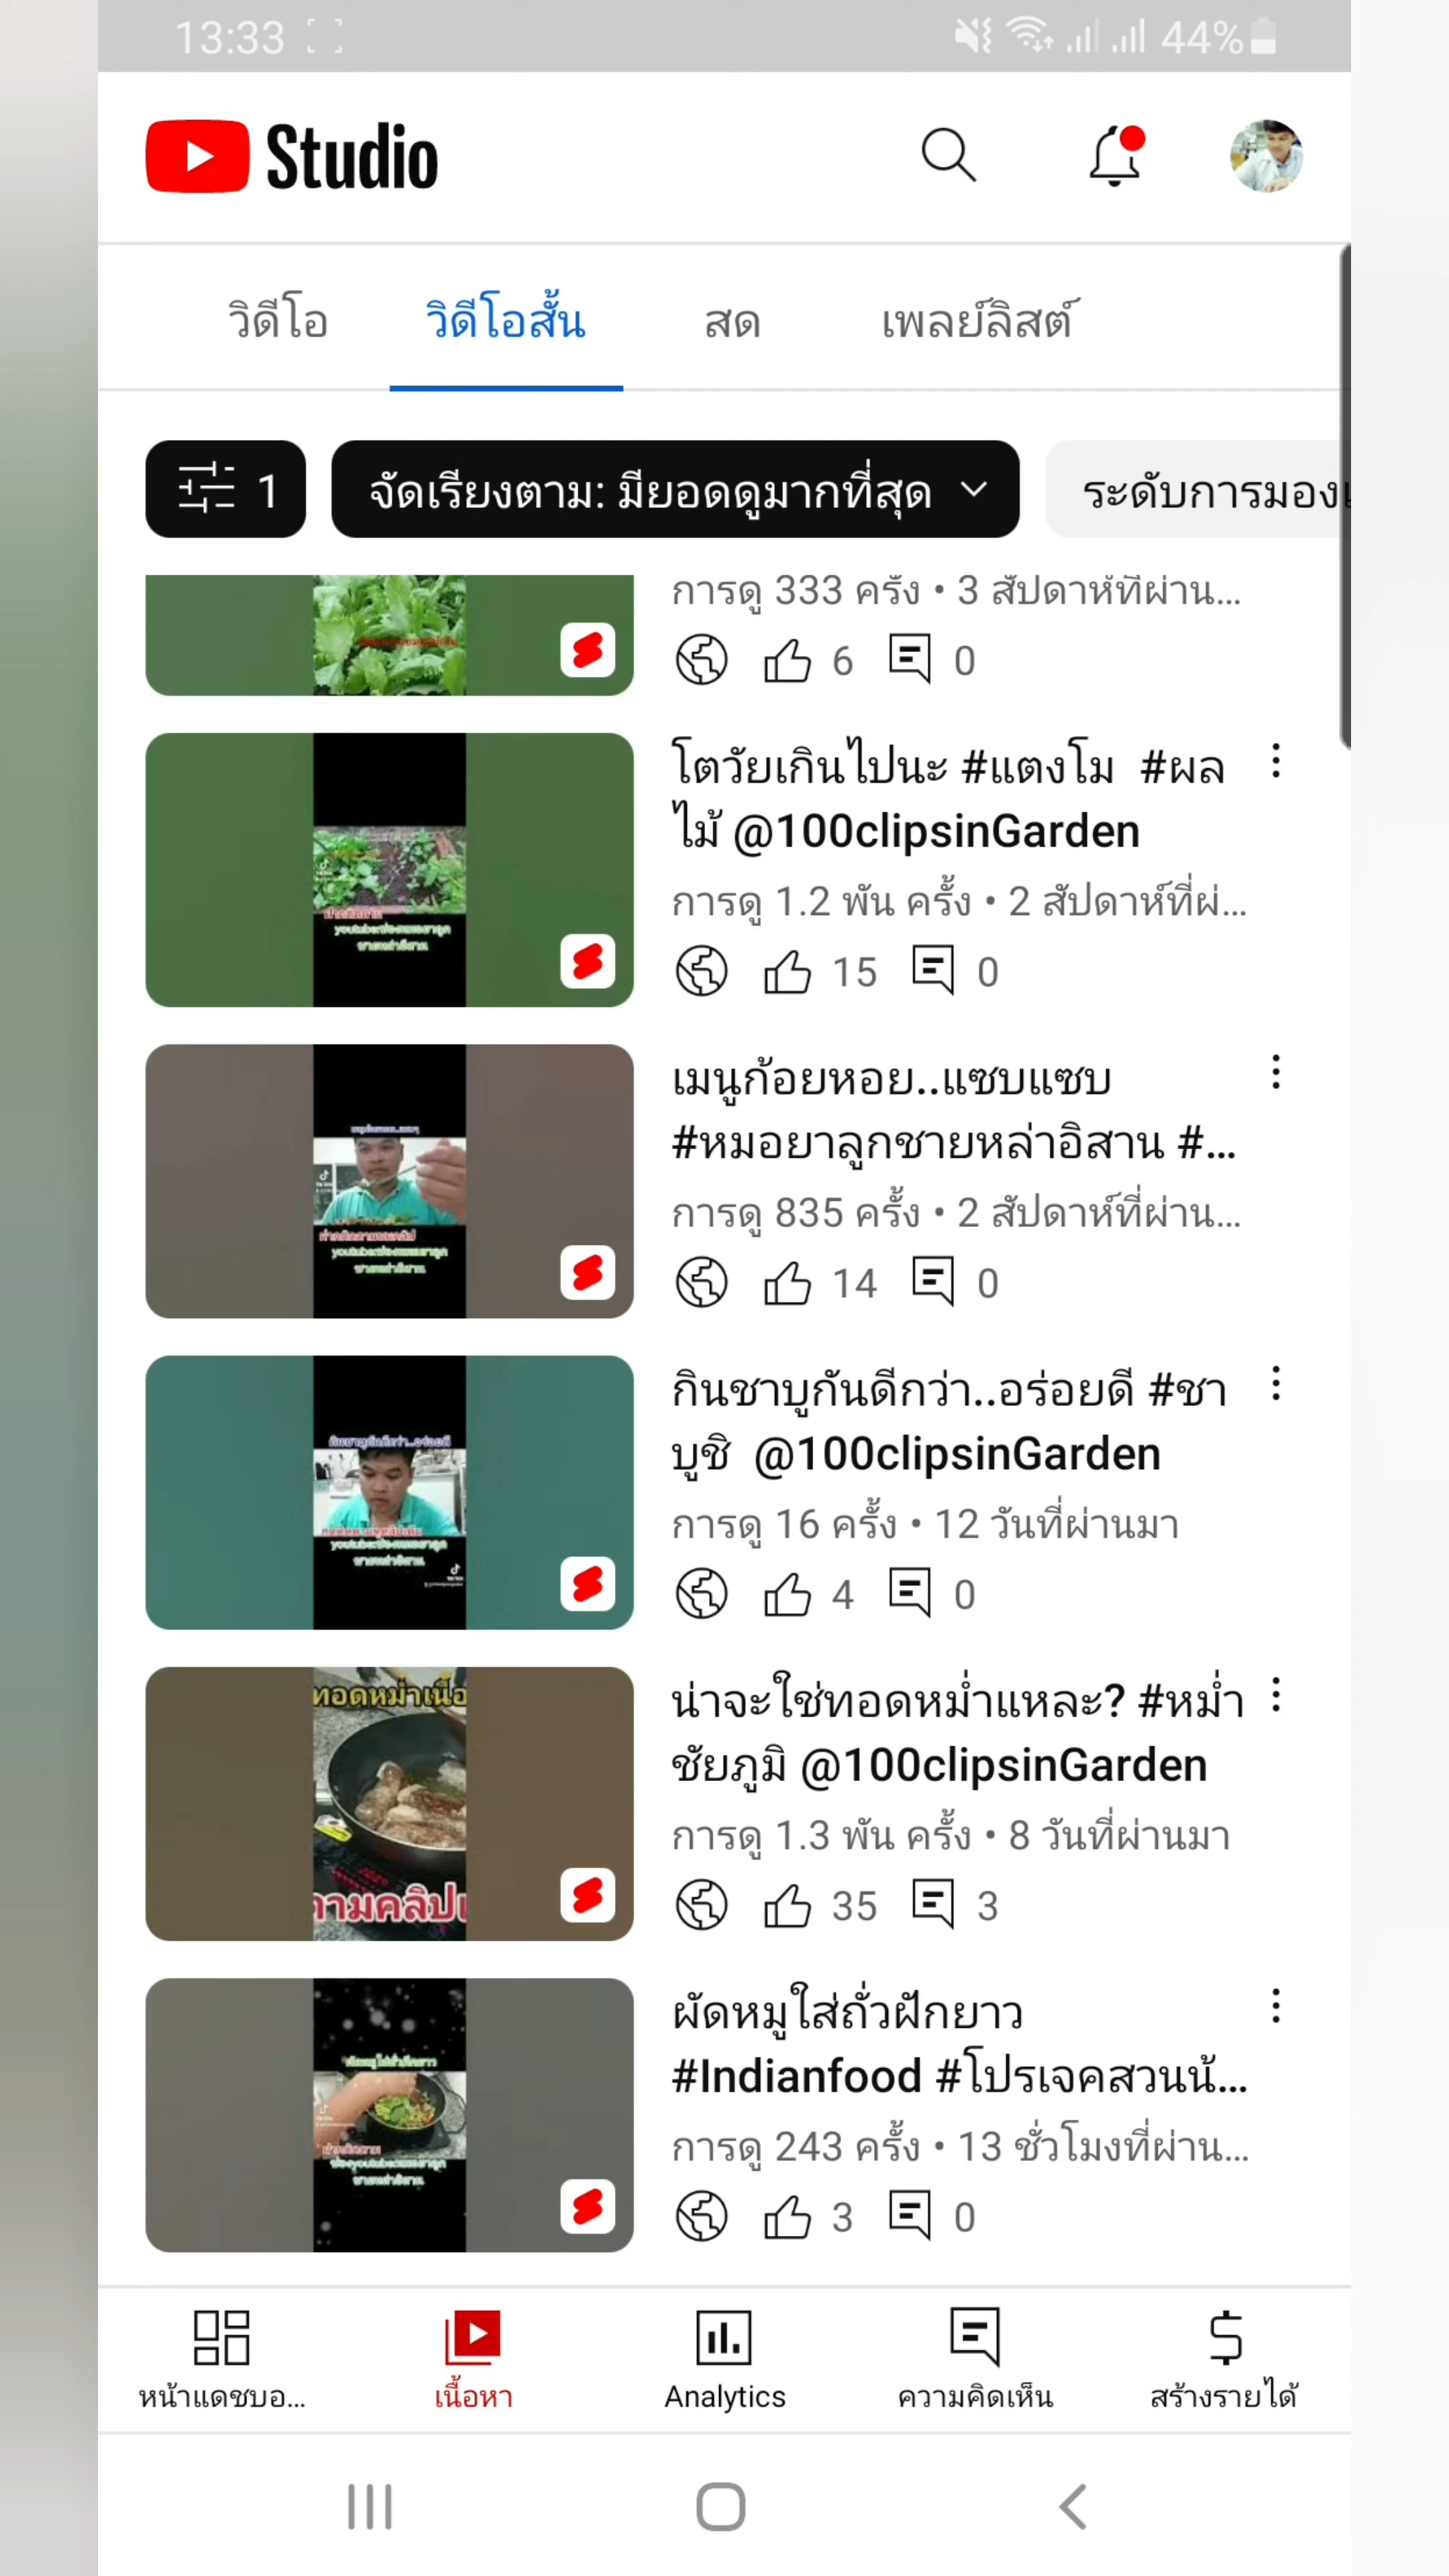 13:33
44%
Studio
วิดีโอ
วิดีโอสั้น
สด
เพลย์ลิสต์
1
จัดเรียงตาม: มียอดดูมากที่สุด
ระดับการมอง
การดู 333 ครั้ง • 3 สัปดาห์ที่ผ่าน...
6
0
โตวัยเกินไปนะ #แตงโม #ผล
ไม้ @100clipsinGarden
การดู 1.2 พัน ครั้ง • 2 สัปดาห์ที่ผ่...
15
0
เมนูก้อยหอย..แซบแซบ
#หมอยาลูกชายหล่าอิสาน #...
การดู 835 ครั้ง • 2 สัปดาห์ที่ผ่าน...
14
0
กินชาบูกันดีกว่า..อร่อยดี #ชา
บูชิ @100clipsinGarden
การดู 16 ครั้ง • 12 วันที่ผ่านมา
4
0
ทอดหม่ำเนื้อ
ตามคลิป
น่าจะใช่ทอดหม่ำแหละ? #หม่ำ
ชัยภูมิ @100clipsinGarden
การดู 1.3 พัน ครั้ง • 8 วันที่ผ่านมา
35
3
ผัดหมูใส่ถั่วฝักยาว
#Indianfood #โปรเจคสวนน้...
การดู 243 ครั้ง • 13 ชั่วโมงที่ผ่าน...
3
0
หน้าแดชบอ...
เนื้อหา
Analytics
ความคิดเห็น
สร้างรายได้